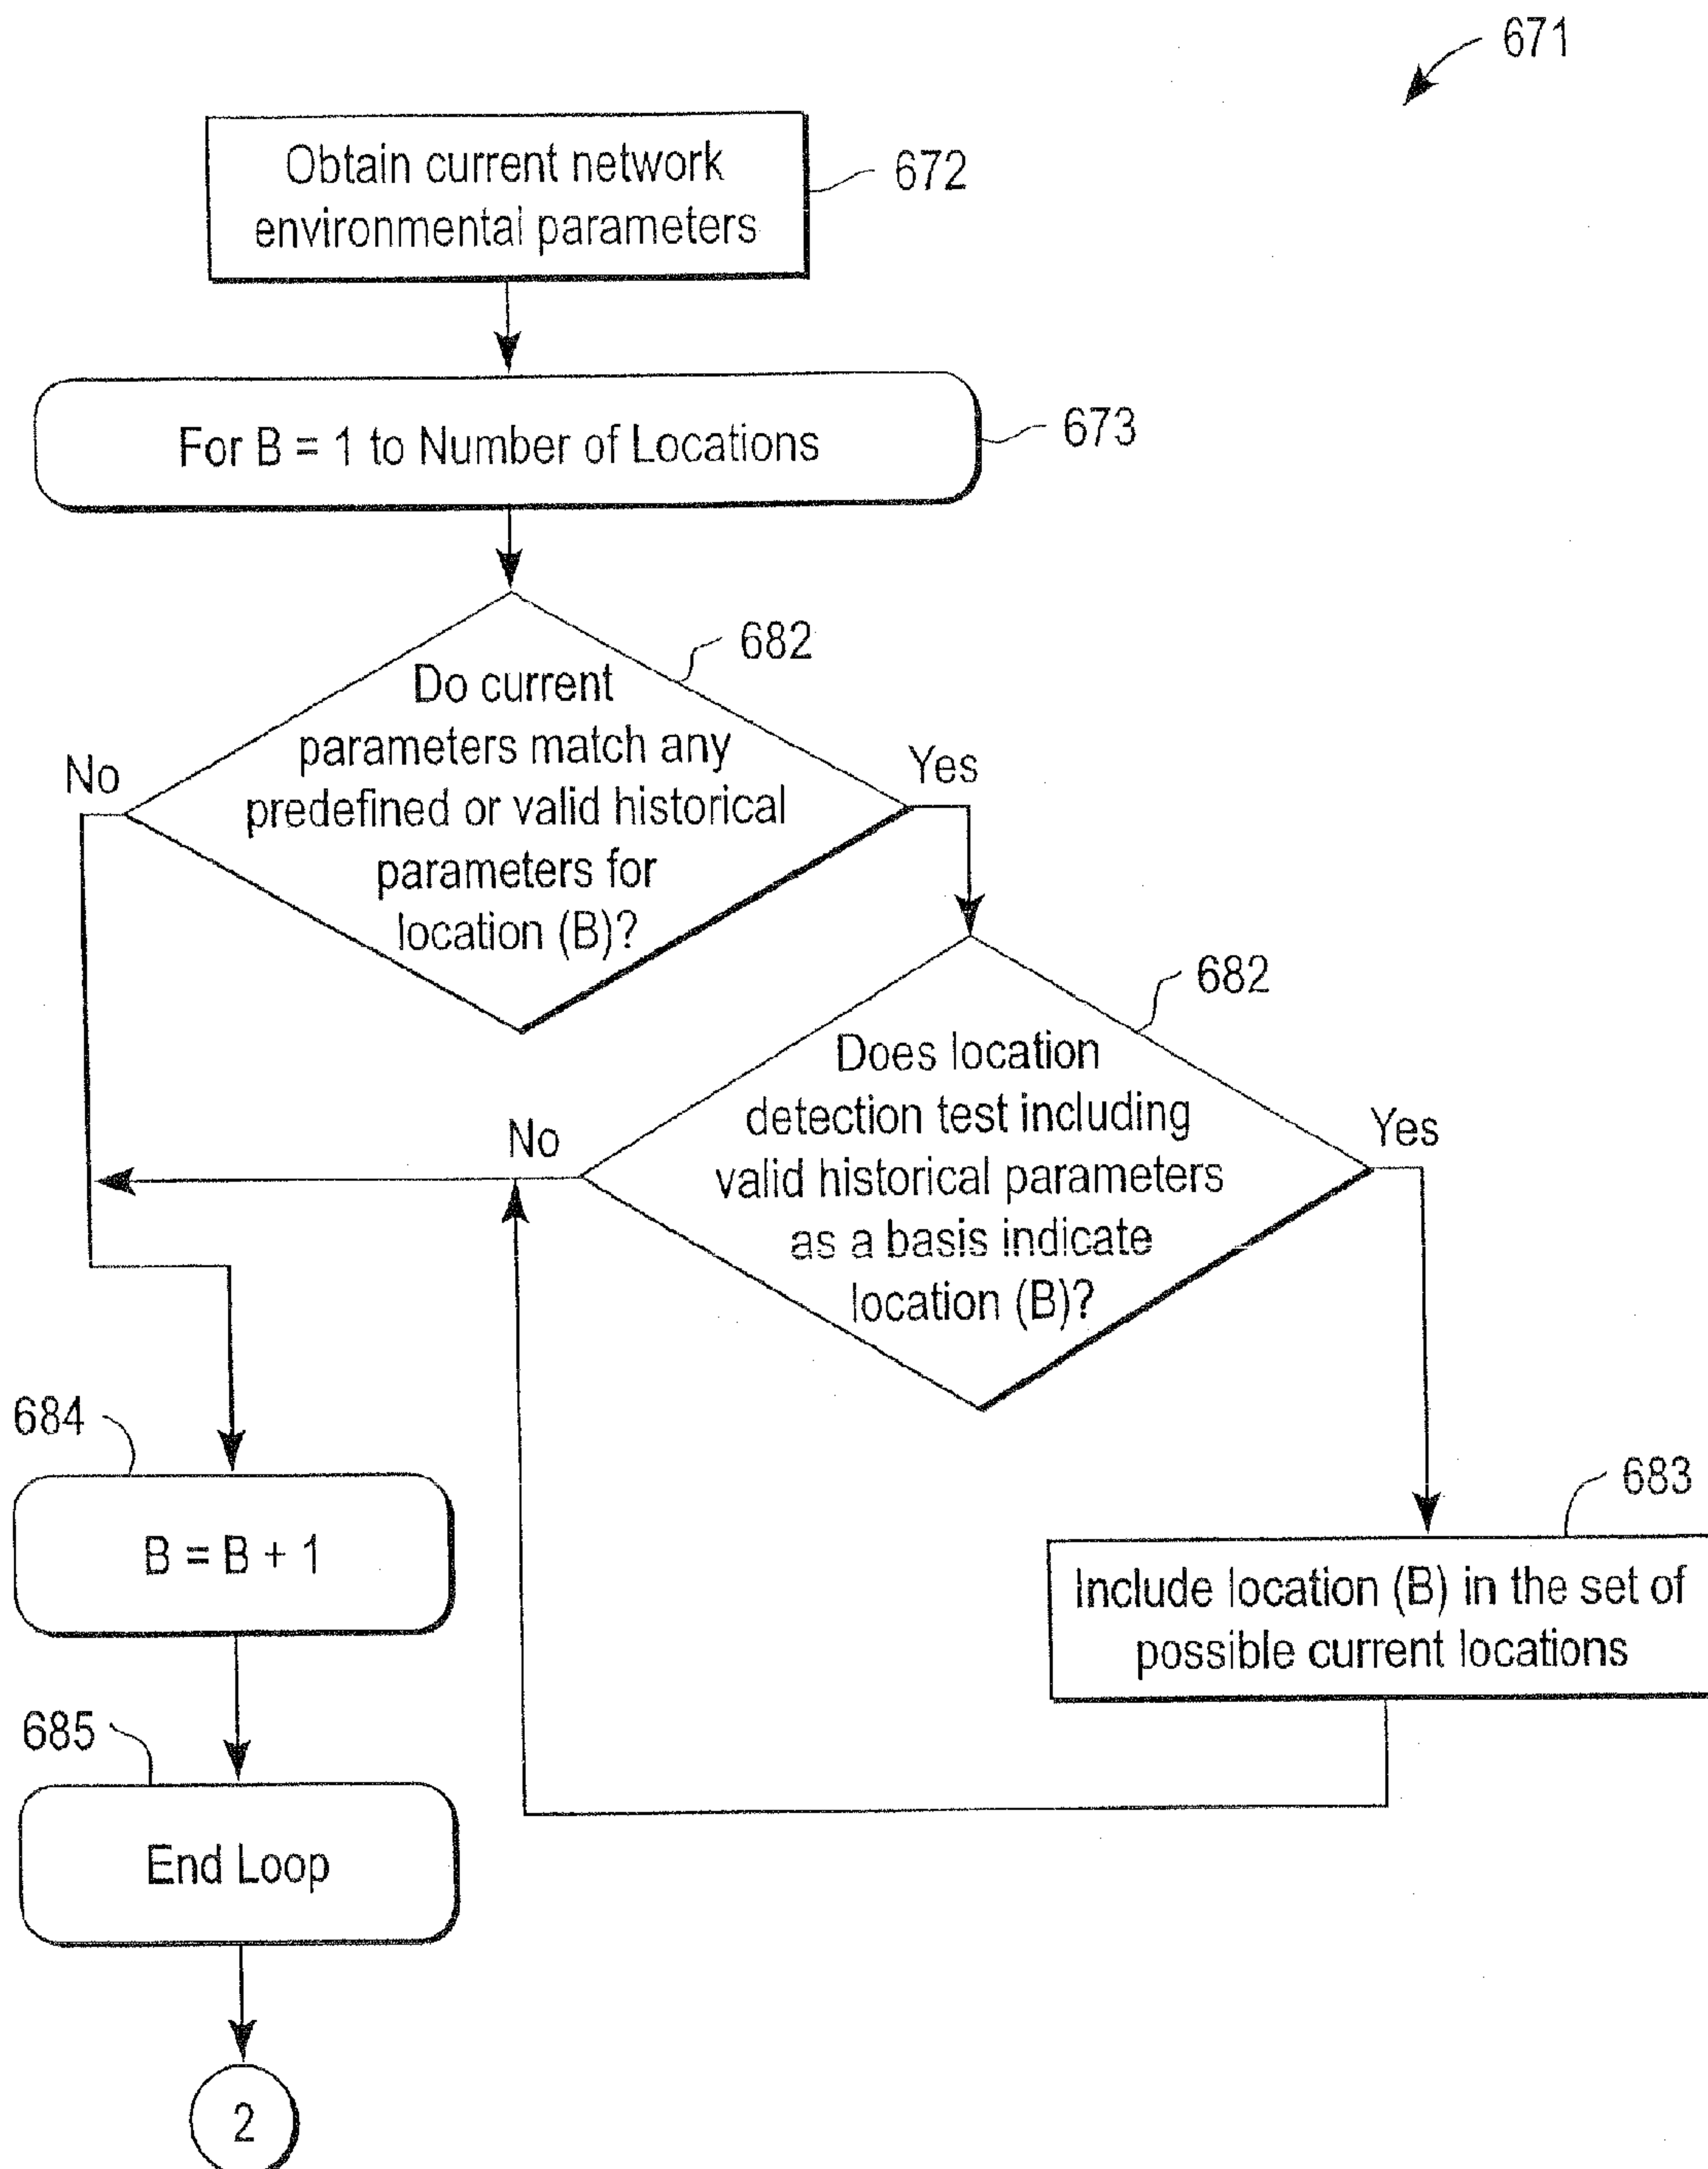 671
Obtain current network
environmental parameters
672
For B = 1 to Number of Locations
673
682
Do current
parameters match any
predefined or valid historical
parameters for
location (B)?
No
Yes
682
Does location
detection test including
valid historical parameters
as a basis indicate
location (B)?
No
Yes
684
B = B + 1
683
Include location (B) in the set of
possible current locations
685
End Loop
2